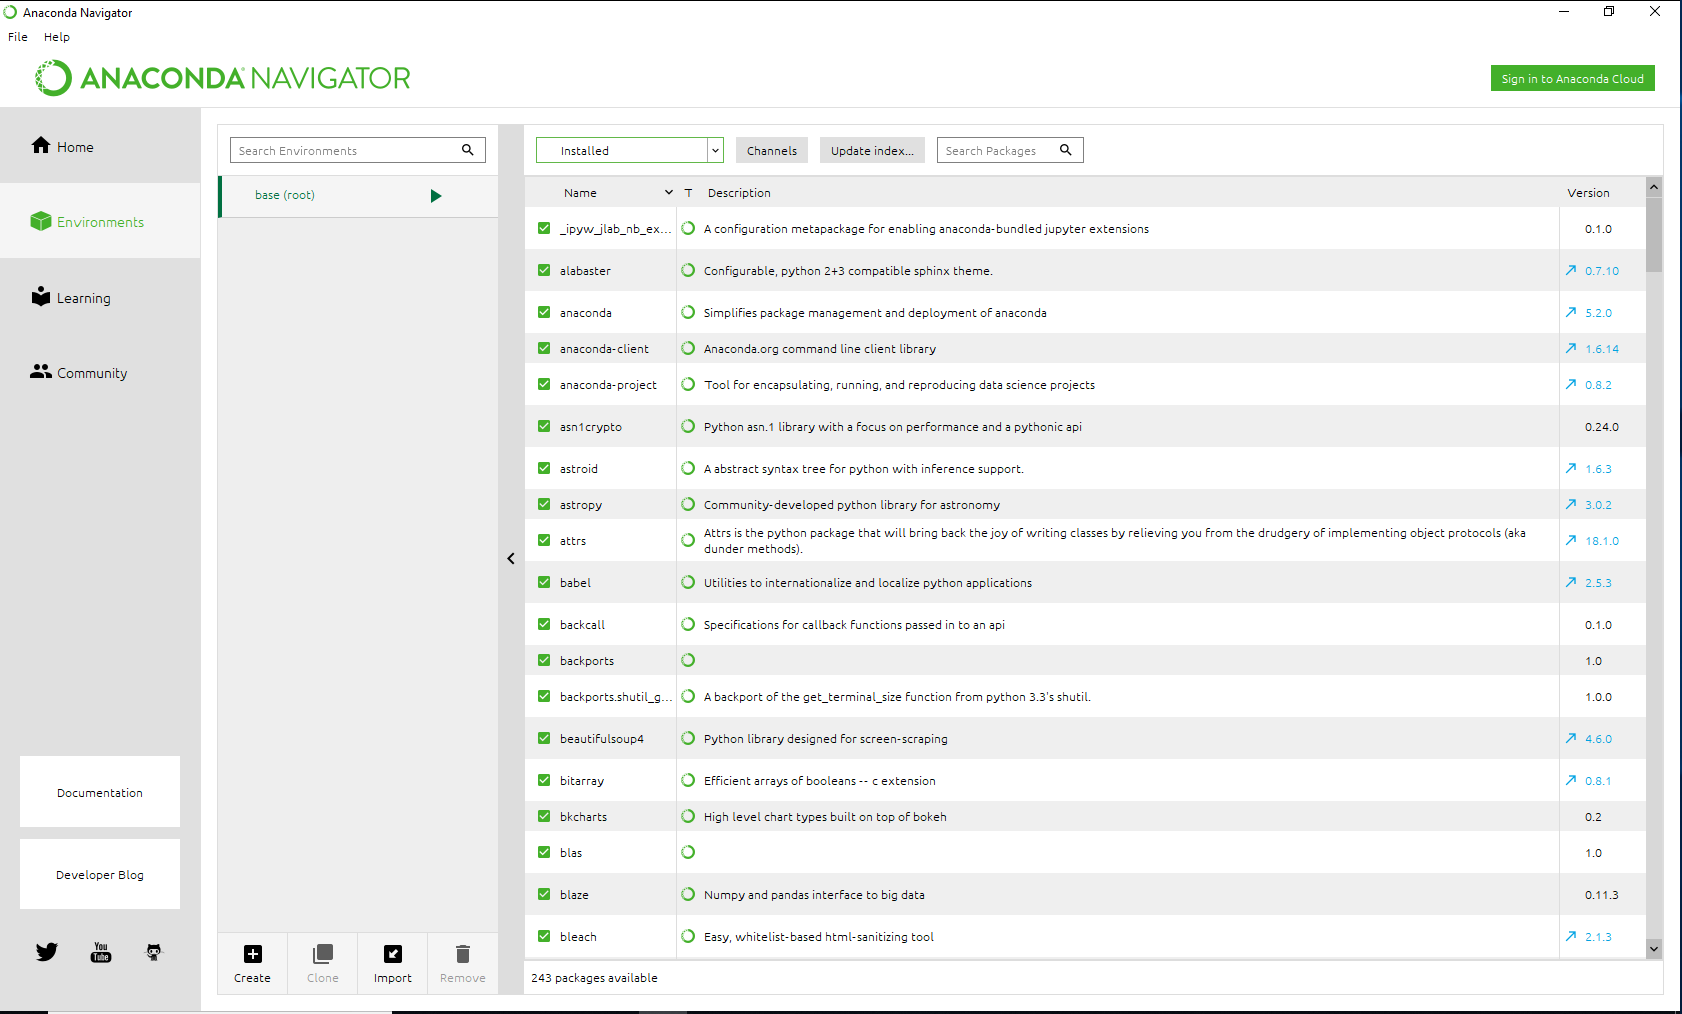 Anaconda Navigator
File Help
ANACONDA NAVIGATOR
Sign in to Anaconda Cloud
Home
Environments
Learning
Community
Documentation
Developer Blog
You Tube
Search Environments
base (root)
Create Clone Import Remove
Installed Channels Update index... Search Packages
Name T Description Version
_ipyw_jlab_nb_ex... A configuration metapackage for enabling anaconda-bundled jupyter extensions 0.1.0
alabaster Configurable, python 2+3 compatible sphinx theme. 0.7.10
anaconda Simplifies package management and deployment of anaconda 5.2.0
anaconda-client Anaconda.org command line client library 1.6.14
anaconda-project Tool for encapsulating, running, and reproducing data science projects 0.8.2
asn1crypto Python asn.1 library with a focus on performance and a pythonic api 0.24.0
astroid A abstract syntax tree for python with inference support. 1.6.3
astropy Community-developed python library for astronomy 3.0.2
attrs Attrs is the python package that will bring back the joy of writing classes by relieving you from the drudgery of implementing object protocols (aka
dunder methods). 18.1.0
babel Utilities to internationalize and localize python applications 2.5.3
backcall Specifications for callback functions passed in to an api 0.1.0
backports 1.0
backports.shutil_g... A backport of the get_terminal_size function from python 3.3's shutil. 1.0.0
beautifulsoup4 Python library designed for screen-scraping 4.6.0
bitarray Efficient arrays of booleans -- c extension 0.8.1
bkcharts High level chart types built on top of bokeh 0.2
blas 1.0
blaze Numpy and pandas interface to big data 0.11.3
bleach Easy, whitelist-based html-sanitizing tool 2.1.3
243 packages available